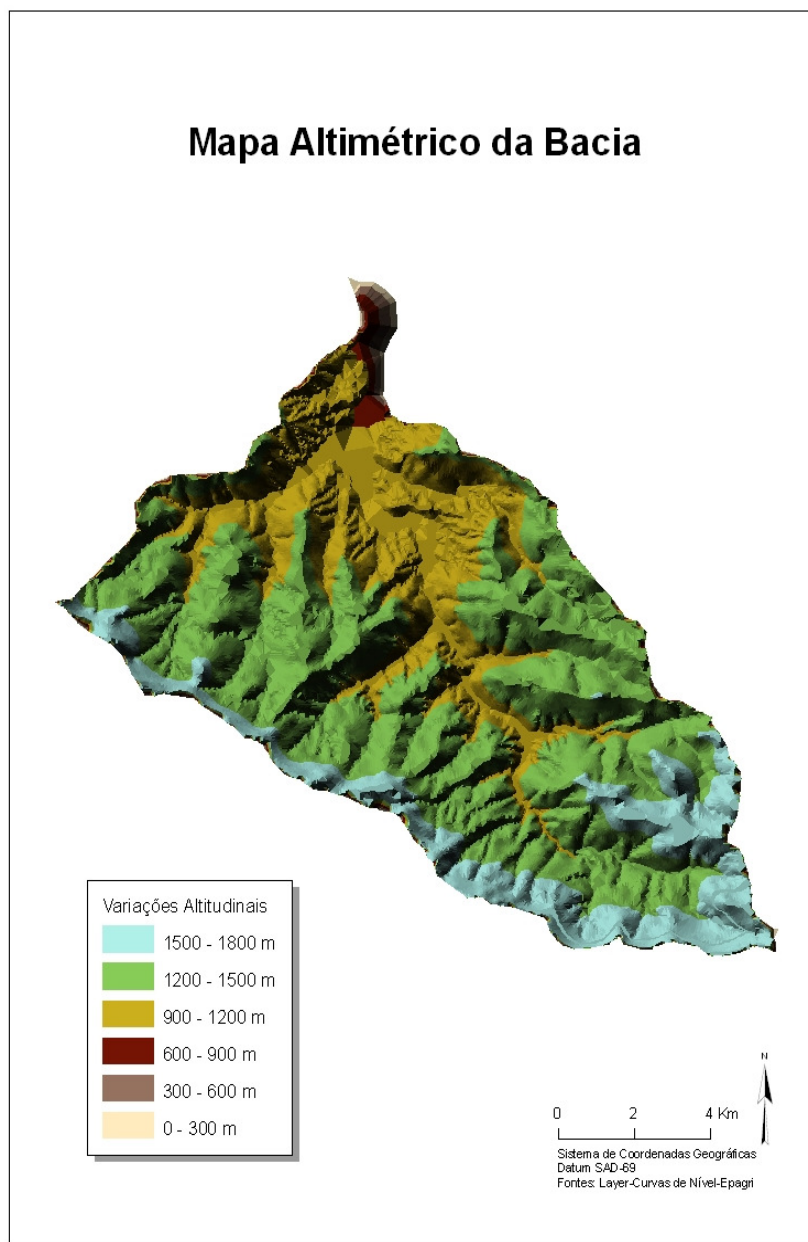 Mapa Altimétrico da Bacia
Variações Altitudinais
1500 - 1800 m
1200 - 1500 m
900 - 1200 m
600 - 900 m
300 - 600 m
0 - 300 m
N
0 2 4 Km
Sistema de Coordenadas Geográficas
Datum SAD-69
Fontes: Layer-Curvas de Nível-Epagri